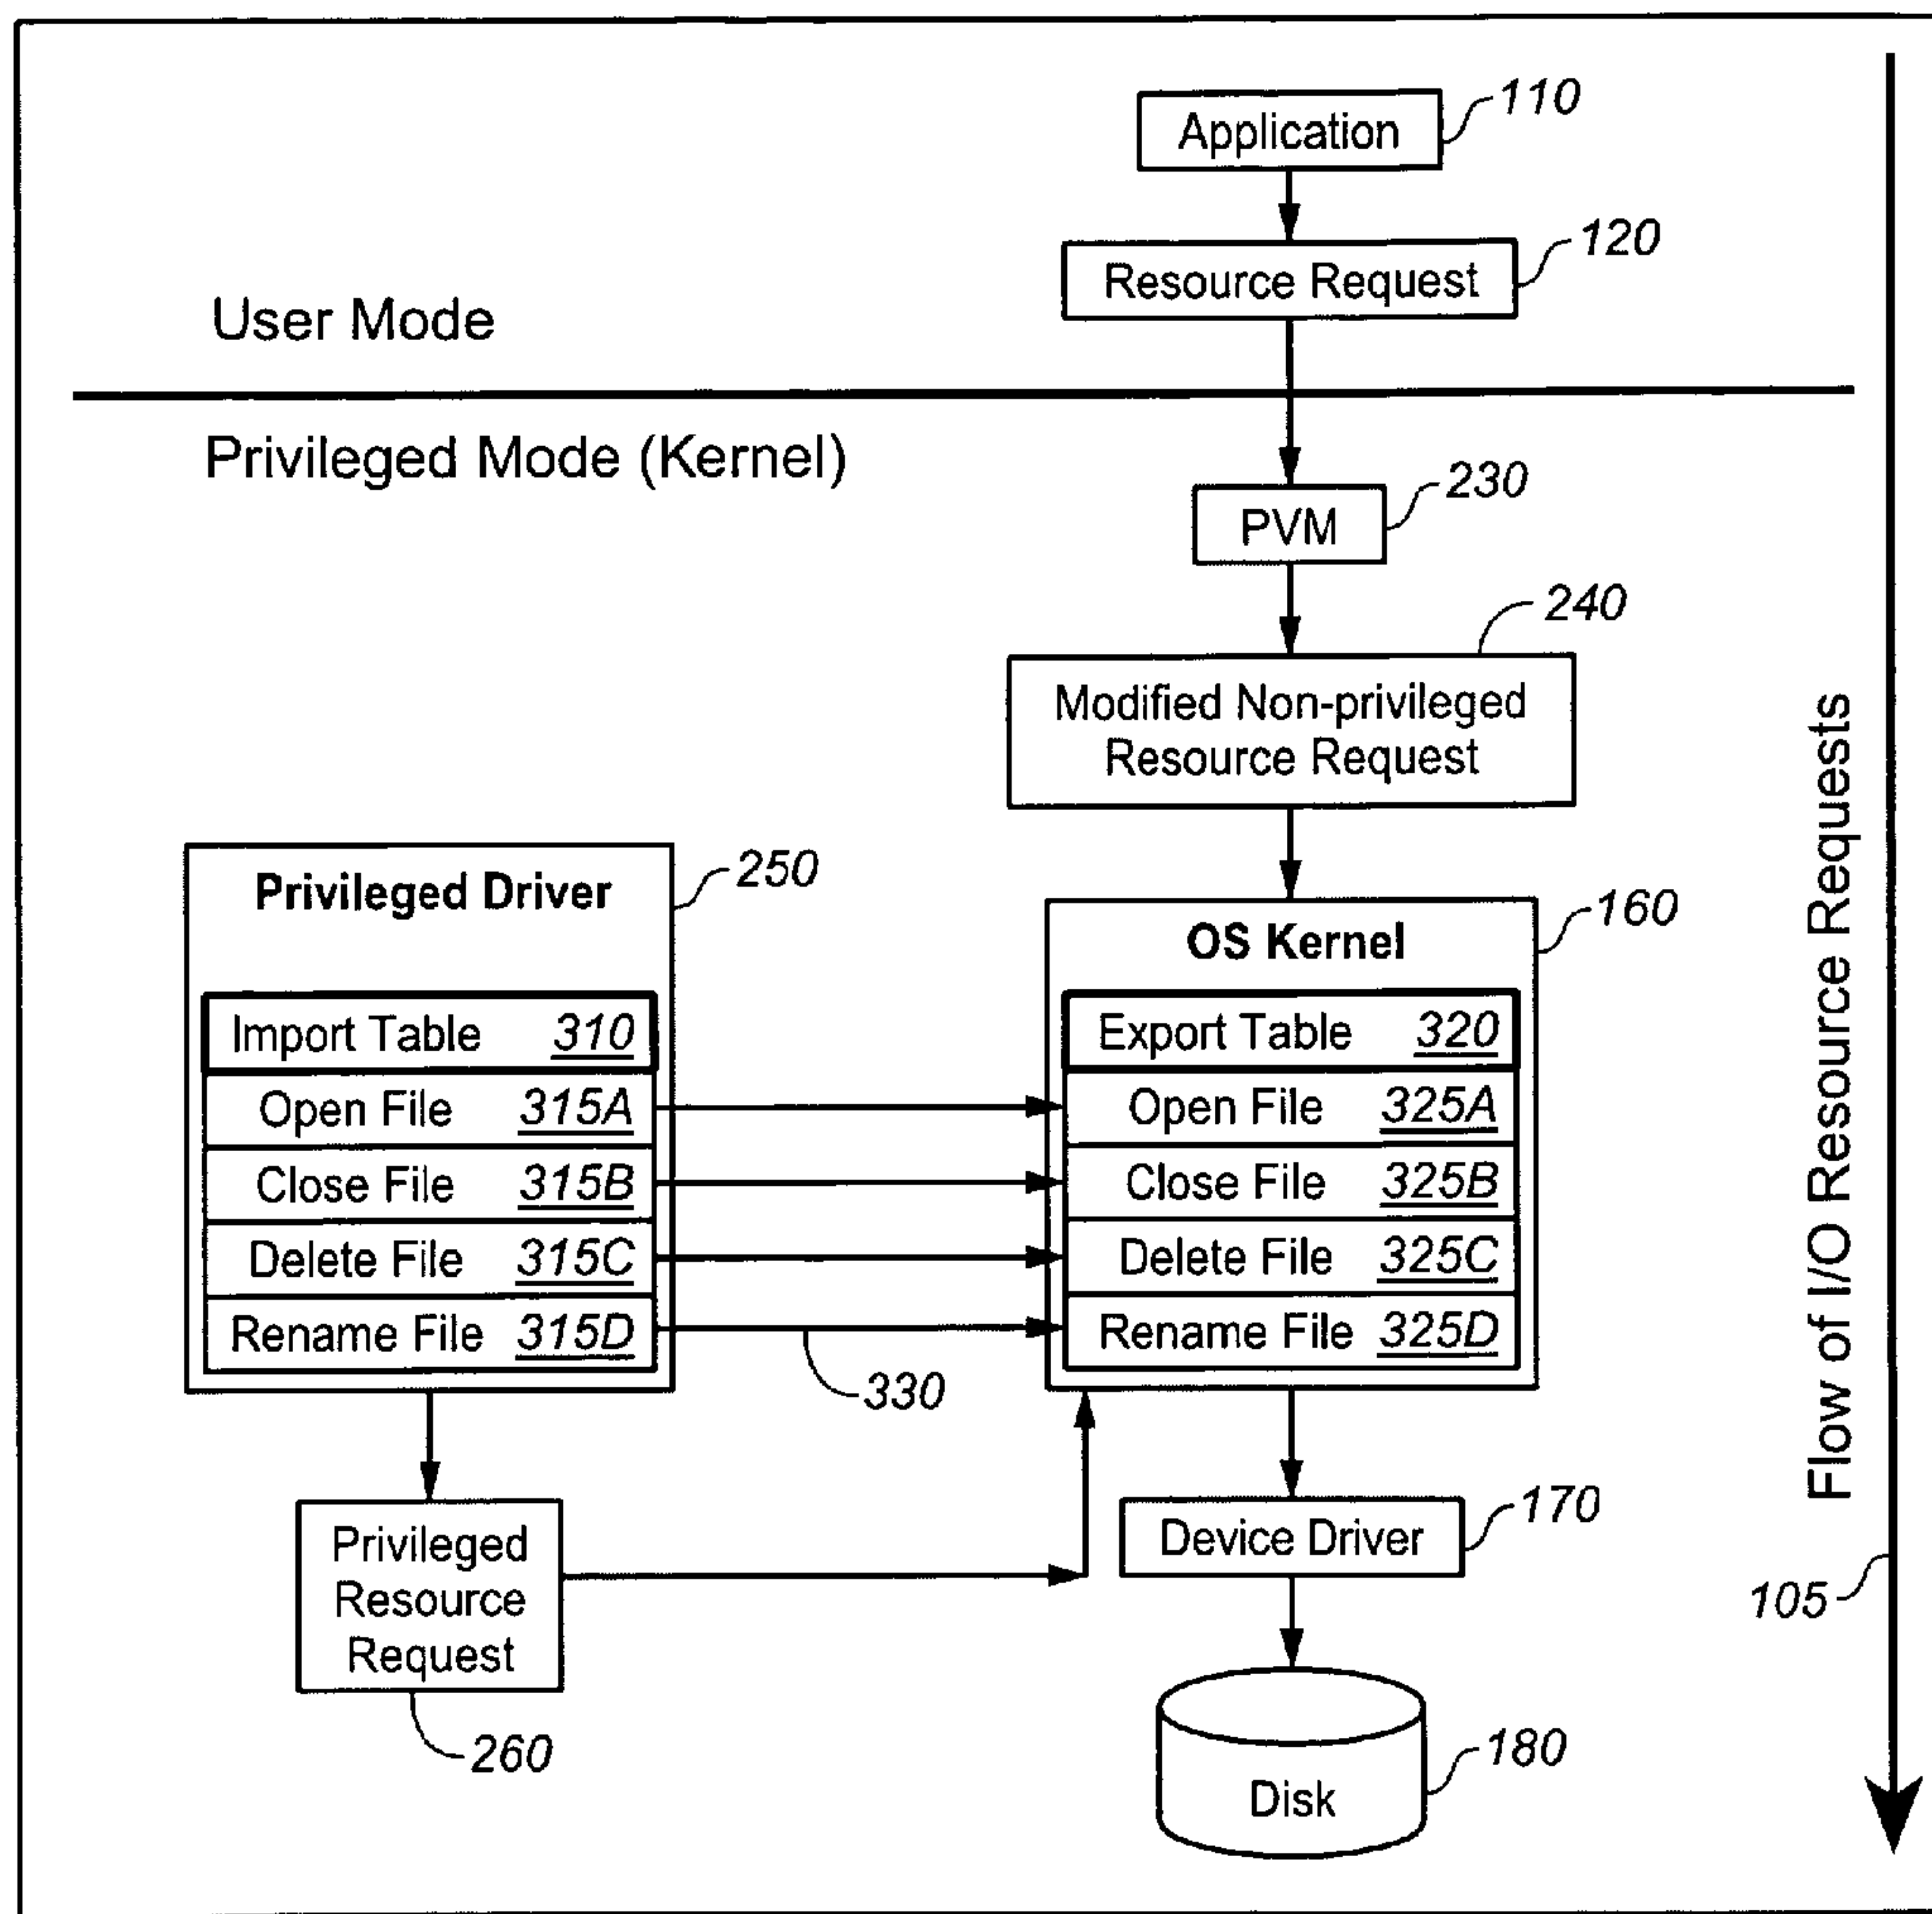 Application
110
Resource Request
120
User Mode
Privileged Mode (Kernel)
PVM
230
240
Modified Non-privileged
Resource Request
Privileged Driver
250
Import Table 310
Open File 315A
Close File 315B
Delete File 315C
Rename File 315D
330
OS Kernel
160
Export Table 320
Open File 325A
Close File 325B
Delete File 325C
Rename File 325D
Privileged
Resource
Request
260
Device Driver
170
Disk
180
Flow of I/O Resource Requests
105